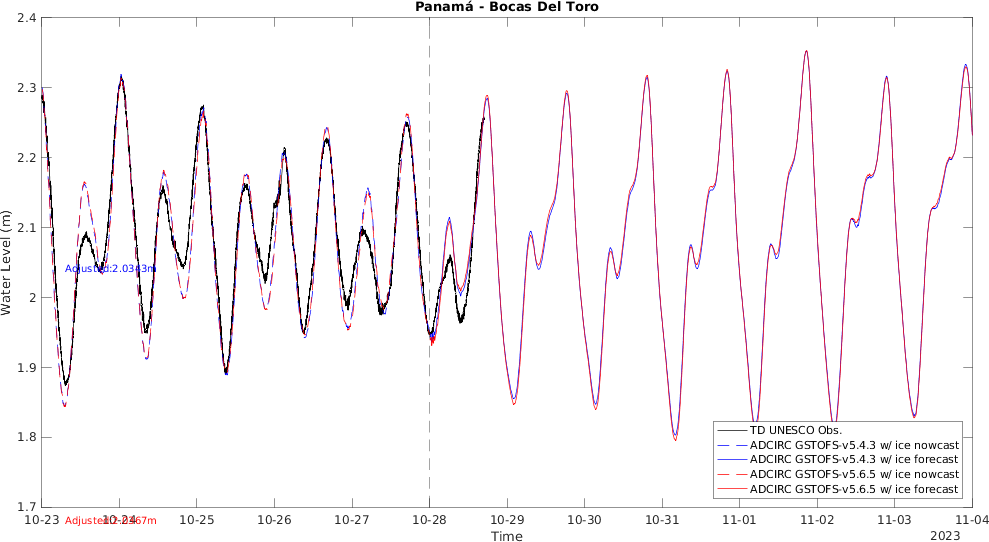 Panamá - Bocas Del Toro
Water Level (m)
2.4
2.3
2.2
2.1
2
1.9
1.8
1.7
Adjusted:2.0343m
TD UNESCO Obs.
ADCIRC GSTOFS-v5.4.3 w/ ice nowcast
ADCIRC GSTOFS-v5.4.3 w/ ice forecast
ADCIRC GSTOFS-v5.6.5 w/ ice nowcast
ADCIRC GSTOFS-v5.6.5 w/ ice forecast
10-23 10-24 10-25 10-26 10-27 10-28 10-29 10-30 10-31 11-01 11-02 11-03 11-04
Time
2023